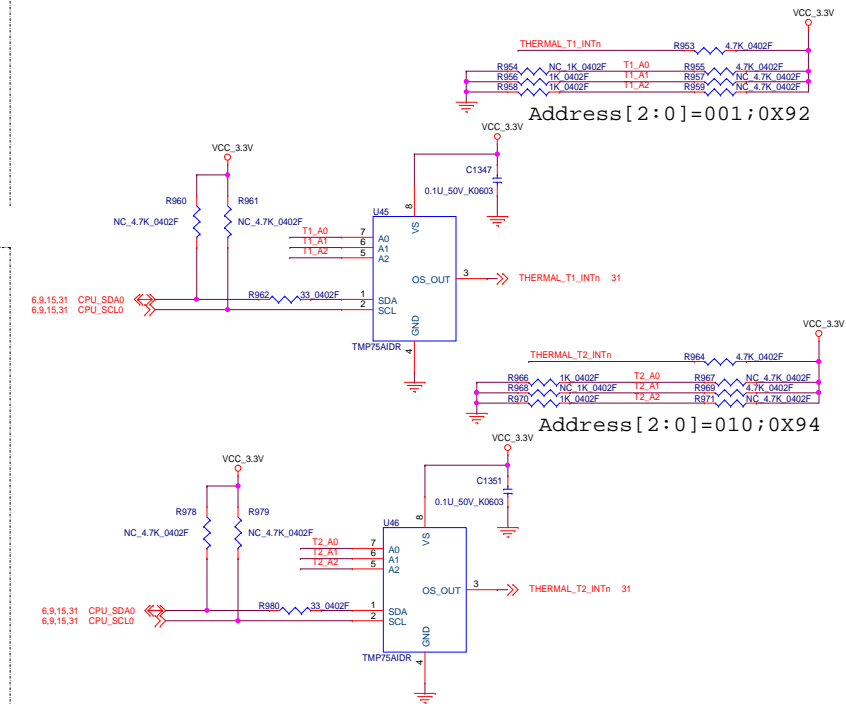 VCC_3.3V
THERMAL_T1_INTn R953 4.7K_0402F
R954 NC_1K_0402F T1_A0 R955 4.7K_0402F
R956 1K_0402F T1_A1 R957 NC_4.7K_0402F
R958 1K_0402F T1_A2 R959 NC_4.7K_0402F
Address[2:0]=001;0X92
VCC_3.3V
VCC_3.3V
C1347
0.1U_50V_K0603
R960 R961
NC_4.7K_0402F NC_4.7K_0402F
U45
8
VS
T1_A0 7 A0
T1_A1 6 A1
T1_A2 5 A2
OS_OUT 3 THERMAL_T1_INTn 31
6,9,15,31 CPU_SDA0 R962 33_0402F 1 SDA
6,9,15,31 CPU_SCL0 2 SCL
GND
4
TMP75AIDR
VCC_3.3V
THERMAL_T2_INTn R964 4.7K_0402F
R966 1K_0402F T2_A0 R967 NC_4.7K_0402F
R968 NC_1K_0402F T2_A1 R969 4.7K_0402F
R970 1K_0402F T2_A2 R971 NC_4.7K_0402F
Address[2:0]=010;0X94
VCC_3.3V
VCC_3.3V
C1351
0.1U_50V_K0603
R978 R979
NC_4.7K_0402F NC_4.7K_0402F
U46
8
VS
T2_A0 7 A0
T2_A1 6 A1
T2_A2 5 A2
OS_OUT 3 THERMAL_T2_INTn 31
6,9,15,31 CPU_SDA0 R980 33_0402F 1 SDA
6,9,15,31 CPU_SCL0 2 SCL
GND
4
TMP75AIDR